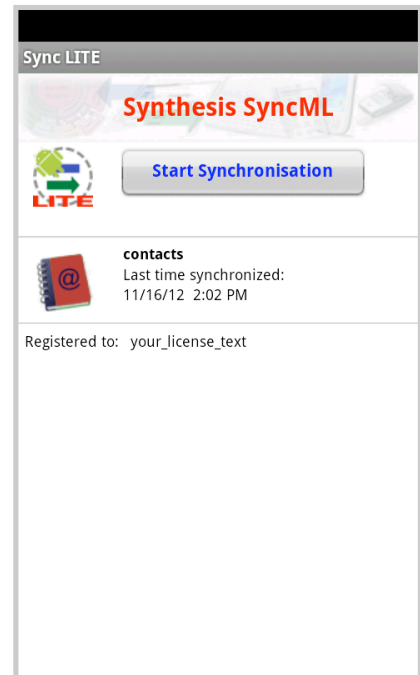 Sync LITE
Synthesis SyncML
LITE
Start Synchronisation
@
contacts
Last time synchronized:
11/16/12 2:02 PM
Registered to: your_license_text